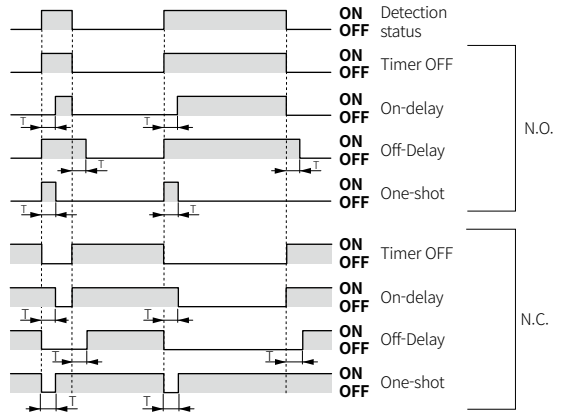 ON Detection
OFF status
ON
OFF Timer OFF
ON
OFF On-delay
T T
ON
OFF Off-Delay
T T
ON
OFF One-shot
T T
N.O.
ON
OFF Timer OFF
ON
OFF On-delay
T T
ON
OFF Off-Delay
T T
ON
OFF One-shot
T T
N.C.